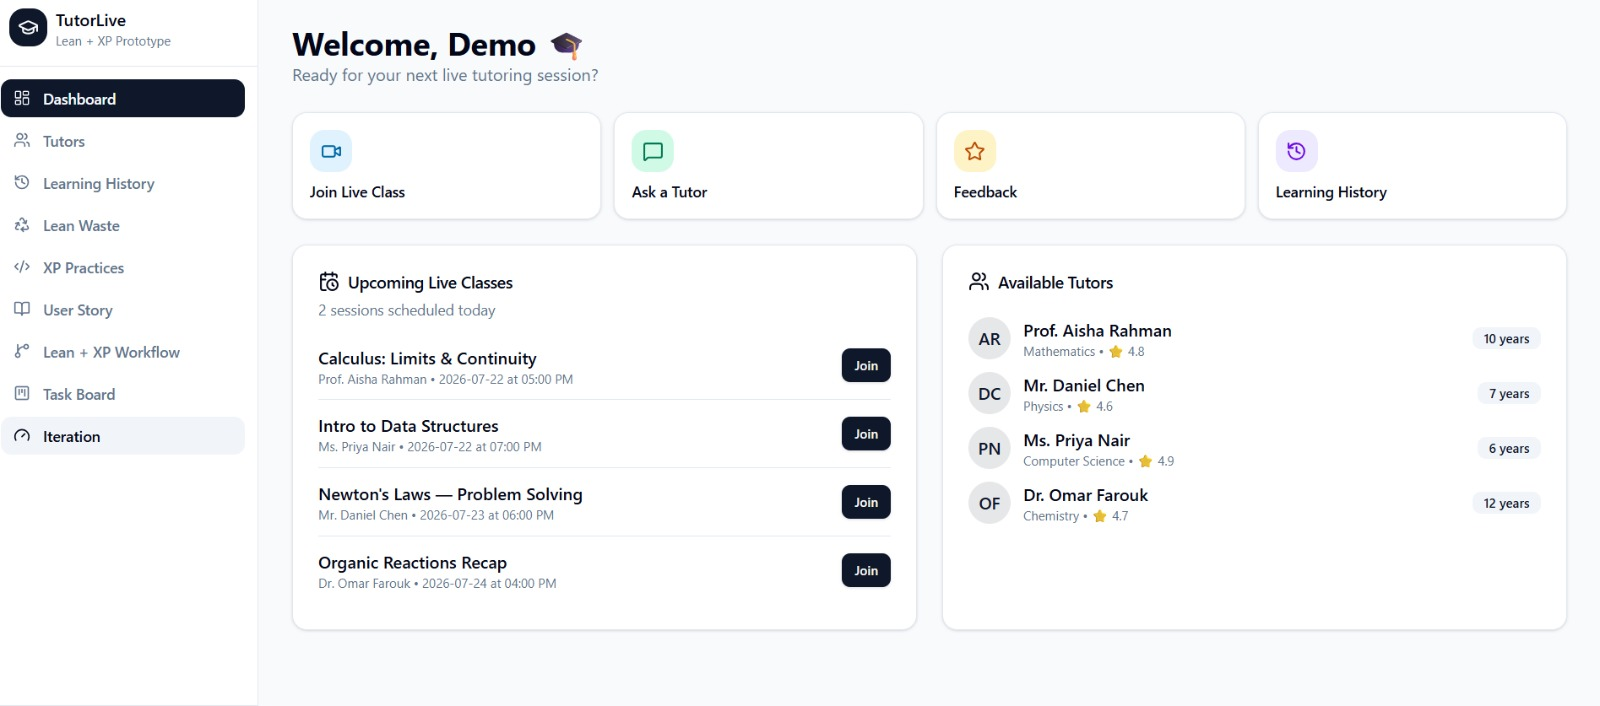 TutorLive
Lean + XP Prototype
Dashboard
Tutors
Learning History
Lean Waste
XP Practices
User Story
Lean + XP Workflow
Task Board
Iteration
Welcome, Demo 🎓
Ready for your next live tutoring session?
Join Live Class
Ask a Tutor
Feedback
Learning History
Upcoming Live Classes
2 sessions scheduled today
Calculus: Limits & Continuity
Prof. Aisha Rahman • 2026-07-22 at 05:00 PM
Join
Intro to Data Structures
Ms. Priya Nair • 2026-07-22 at 07:00 PM
Join
Newton's Laws — Problem Solving
Mr. Daniel Chen • 2026-07-23 at 06:00 PM
Join
Organic Reactions Recap
Dr. Omar Farouk • 2026-07-24 at 04:00 PM
Join
Available Tutors
AR
Prof. Aisha Rahman
Mathematics • ⭐ 4.8
10 years
DC
Mr. Daniel Chen
Physics • ⭐ 4.6
7 years
PN
Ms. Priya Nair
Computer Science • ⭐ 4.9
6 years
OF
Dr. Omar Farouk
Chemistry • ⭐ 4.7
12 years